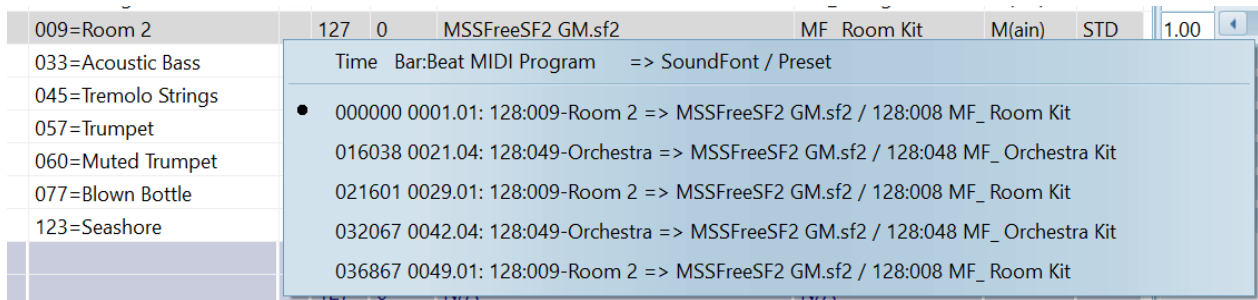 009=Room 2 127 0 MSSFreeSF2 GM.sf2 MF_ Room Kit M(ain) STD 1.00
033=Acoustic Bass
Time Bar:Beat MIDI Program => SoundFont / Preset
045=Tremolo Strings
000000 0001.01: 128:009-Room 2 => MSSFreeSF2 GM.sf2 / 128:008 MF_ Room Kit
057=Trumpet
016038 0021.04: 128:049-Orchestra => MSSFreeSF2 GM.sf2 / 128:048 MF_ Orchestra Kit
060=Muted Trumpet
021601 0029.01: 128:009-Room 2 => MSSFreeSF2 GM.sf2 / 128:008 MF_ Room Kit
077=Blown Bottle
123=Seashore
032067 0042.04: 128:049-Orchestra => MSSFreeSF2 GM.sf2 / 128:048 MF_ Orchestra Kit
036867 0049.01: 128:009-Room 2 => MSSFreeSF2 GM.sf2 / 128:008 MF_ Room Kit